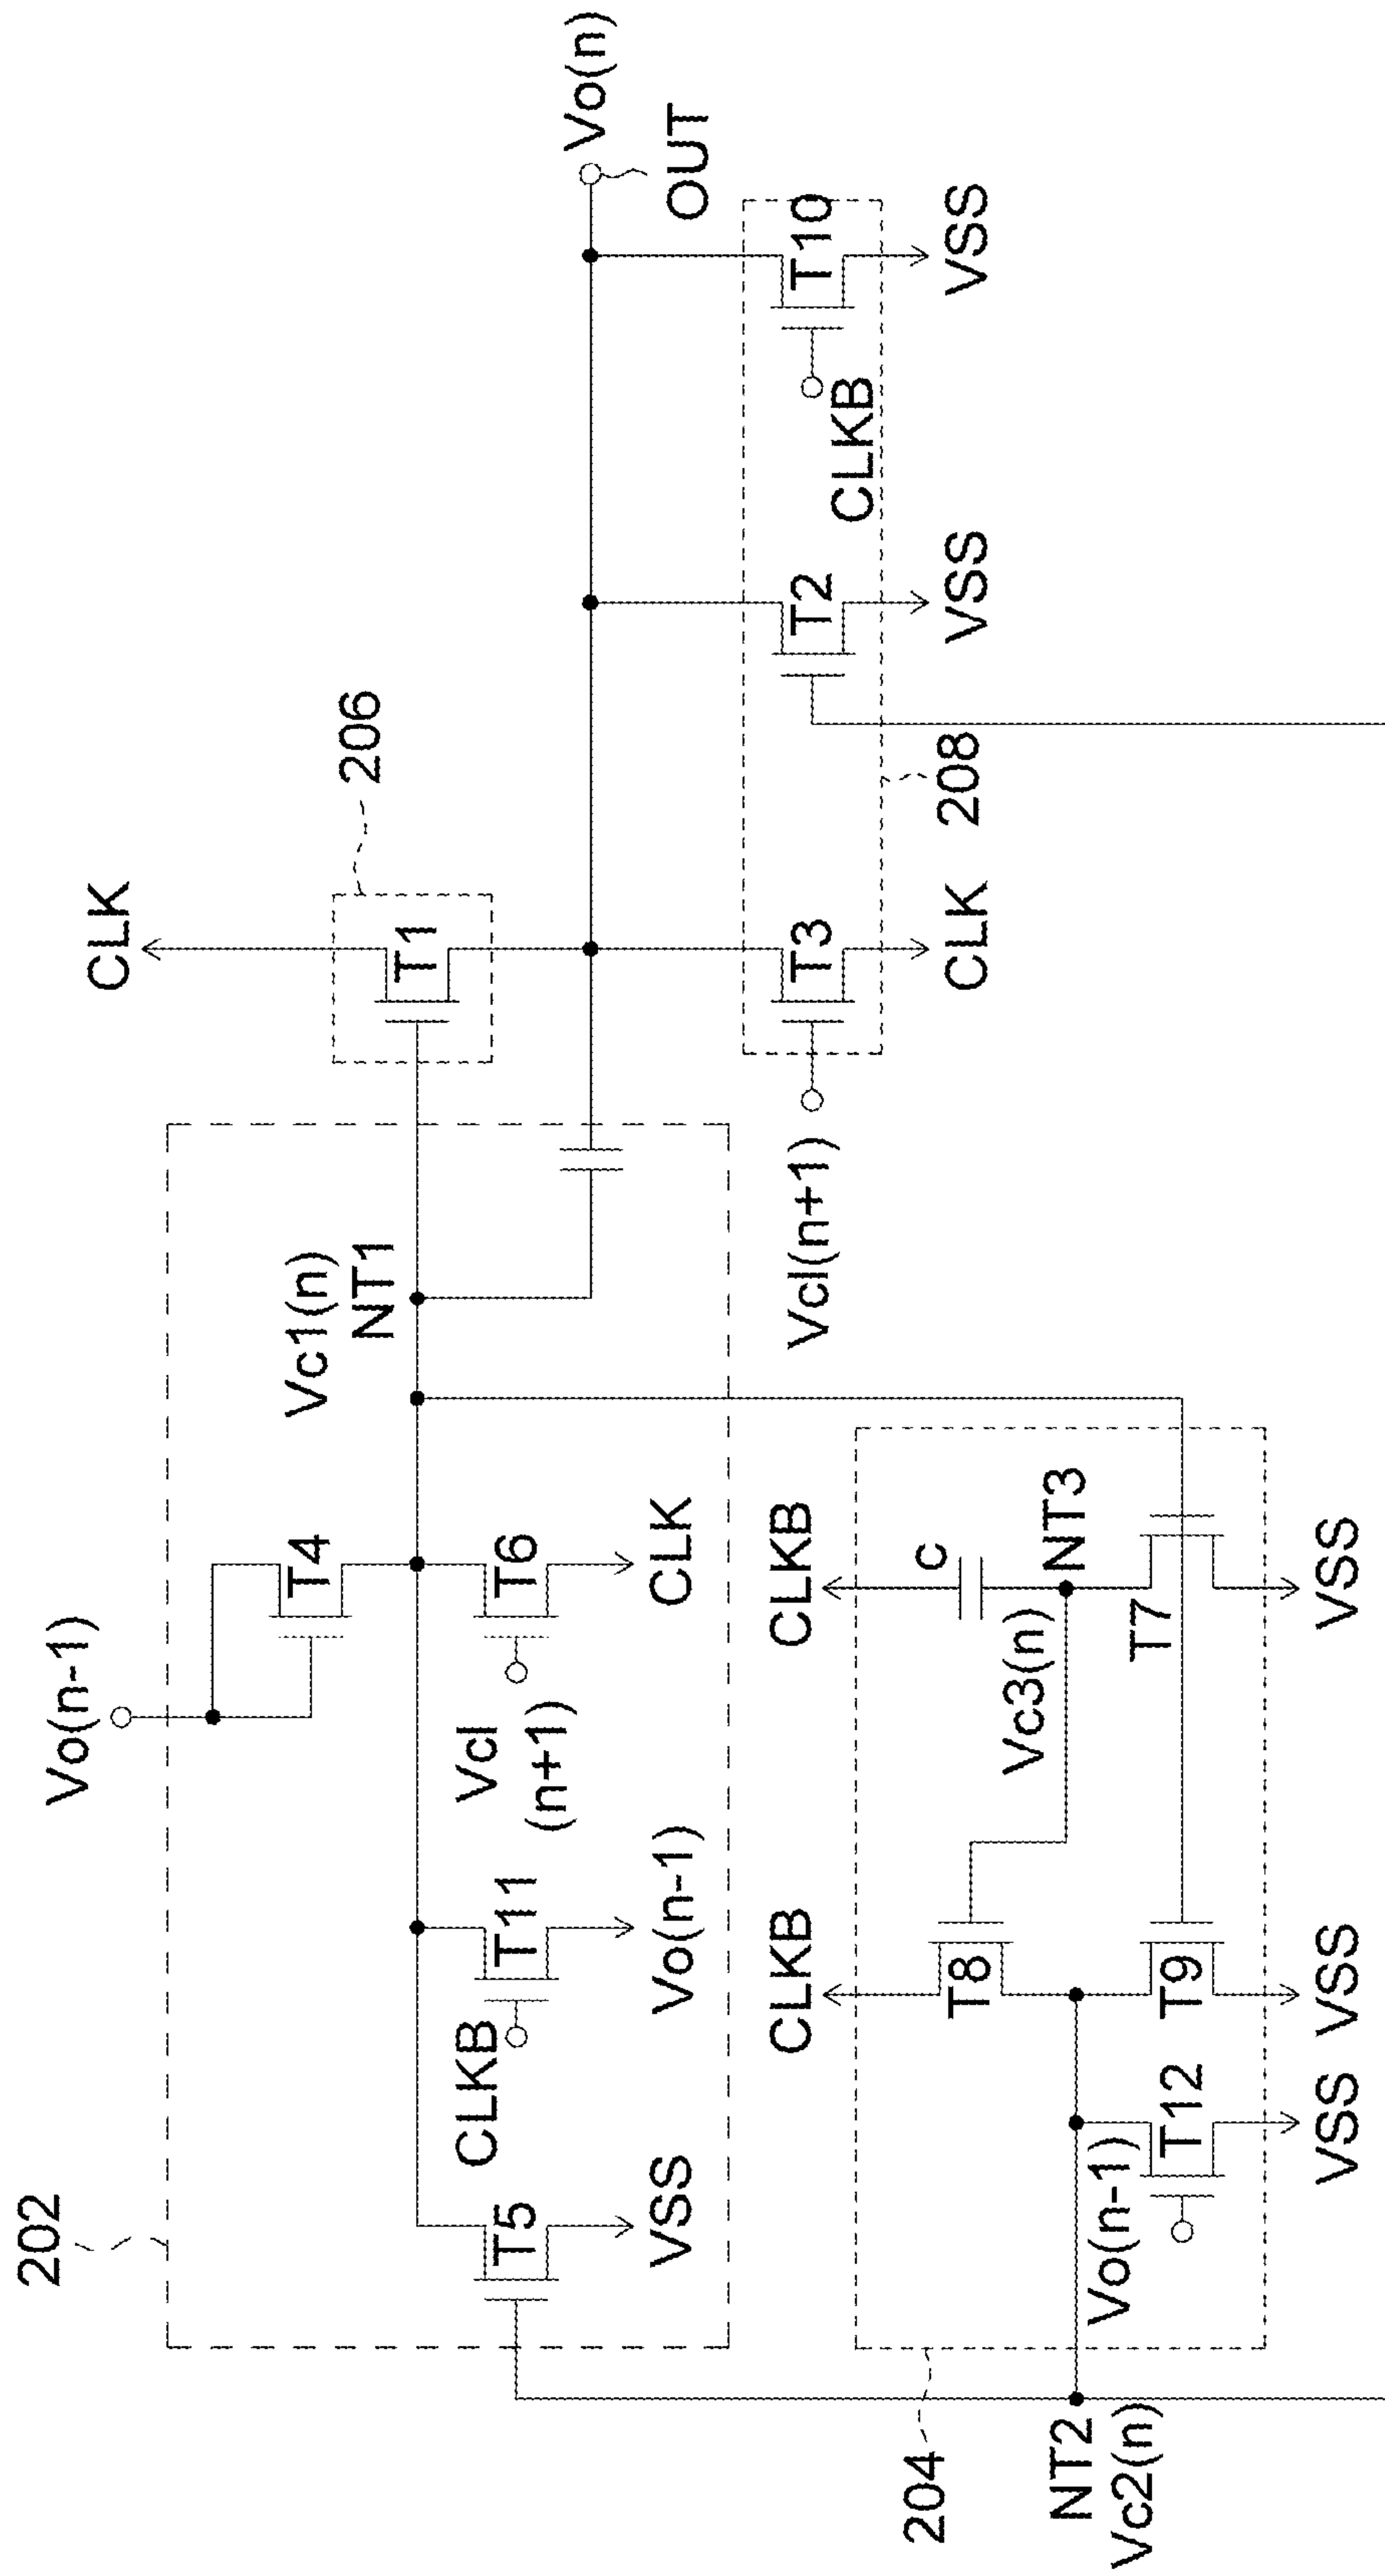 202
Vo(n-1)
T4
Vc1(n)
NT1
CLK
206
T1
Vo(n)
OUT
T5
VSS
CLKB
T11
Vo(n-1)
Vcl
(n+1)
T6
CLK
Vcl(n+1)
T3
CLK
208
T2
VSS
CLKB
T10
VSS
204
NT2
Vc2(n)
Vo(n-1)
T12
VSS
CLKB
T8
T9
VSS
Vc3(n)
CLKB
c
NT3
T7
VSS